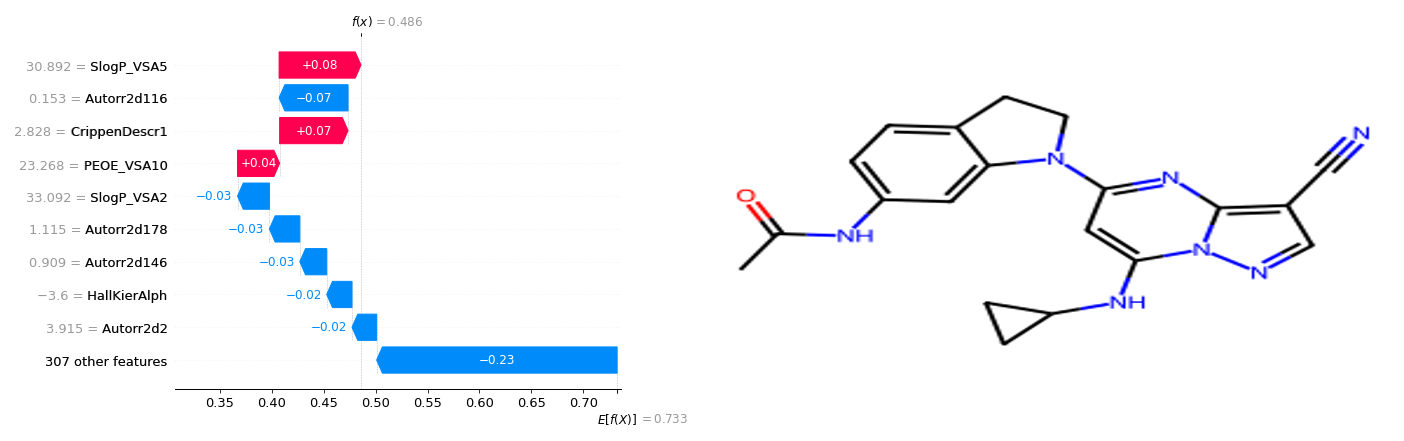 f(x) = 0.486
30.892 = SlogP_VSA5 +0.08
0.153 = Autorr2d116 −0.07
2.828 = CrippenDescr1 +0.07
23.268 = PEOE_VSA10 +0.04
33.092 = SlogP_VSA2 −0.03
1.115 = Autorr2d178 −0.03
0.909 = Autorr2d146 −0.03
−3.6 = HallKierAlph −0.02
3.915 = Autorr2d2 −0.02
307 other features −0.23
0.35 0.40 0.45 0.50 0.55 0.60 0.65 0.70
E[f(X)] = 0.733
N
N
N
O
NH
N
N
NH